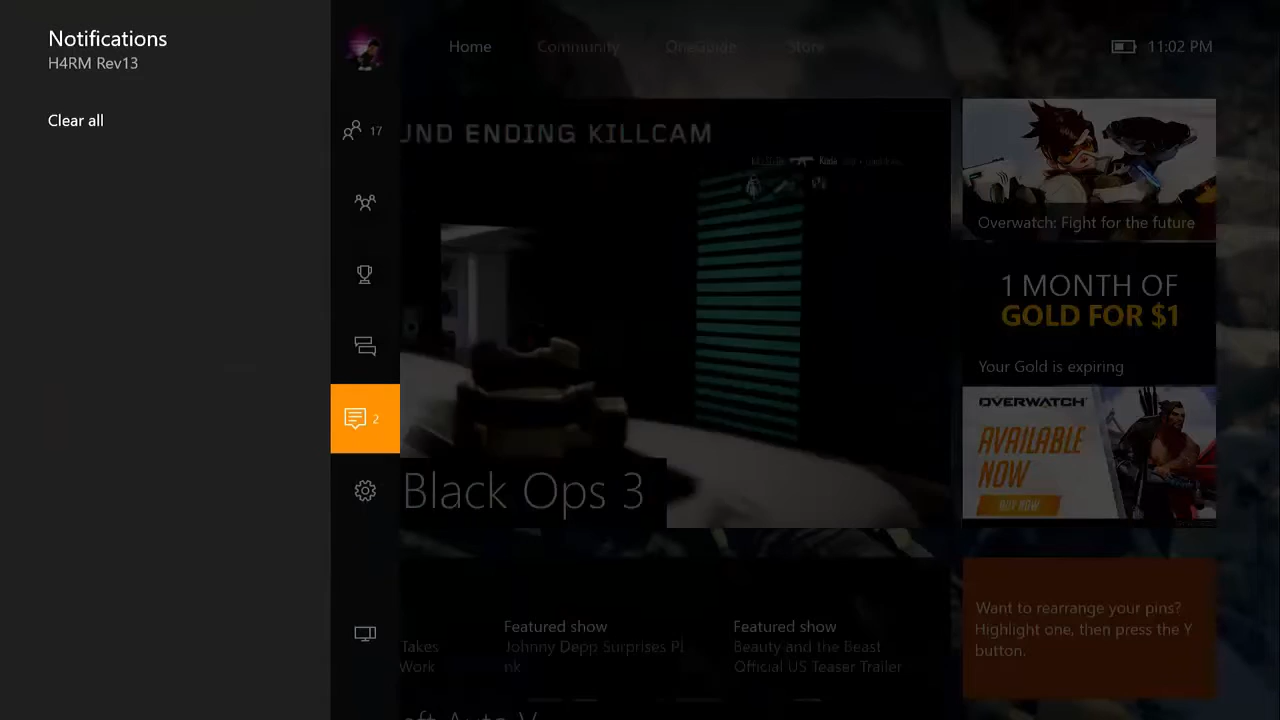 Notifications
H4RM Rev13
Clear all
17
2
Home
Community
OneGuide
Store
11:02 PM
UND ENDING KILLCAM
Koda
Black Ops 3
Overwatch: Fight for the future
1 MONTH OF
GOLD FOR $1
Your Gold is expiring
OVERWATCH
AVAILABLE
NOW
BUY NOW
Takes
Work
Featured show
Johnny Depp Surprises Pl
nk
Featured show
Beauty and the Beast
Official US Teaser Trailer
Want to rearrange your pins?
Highlight one, then press the Y
button.